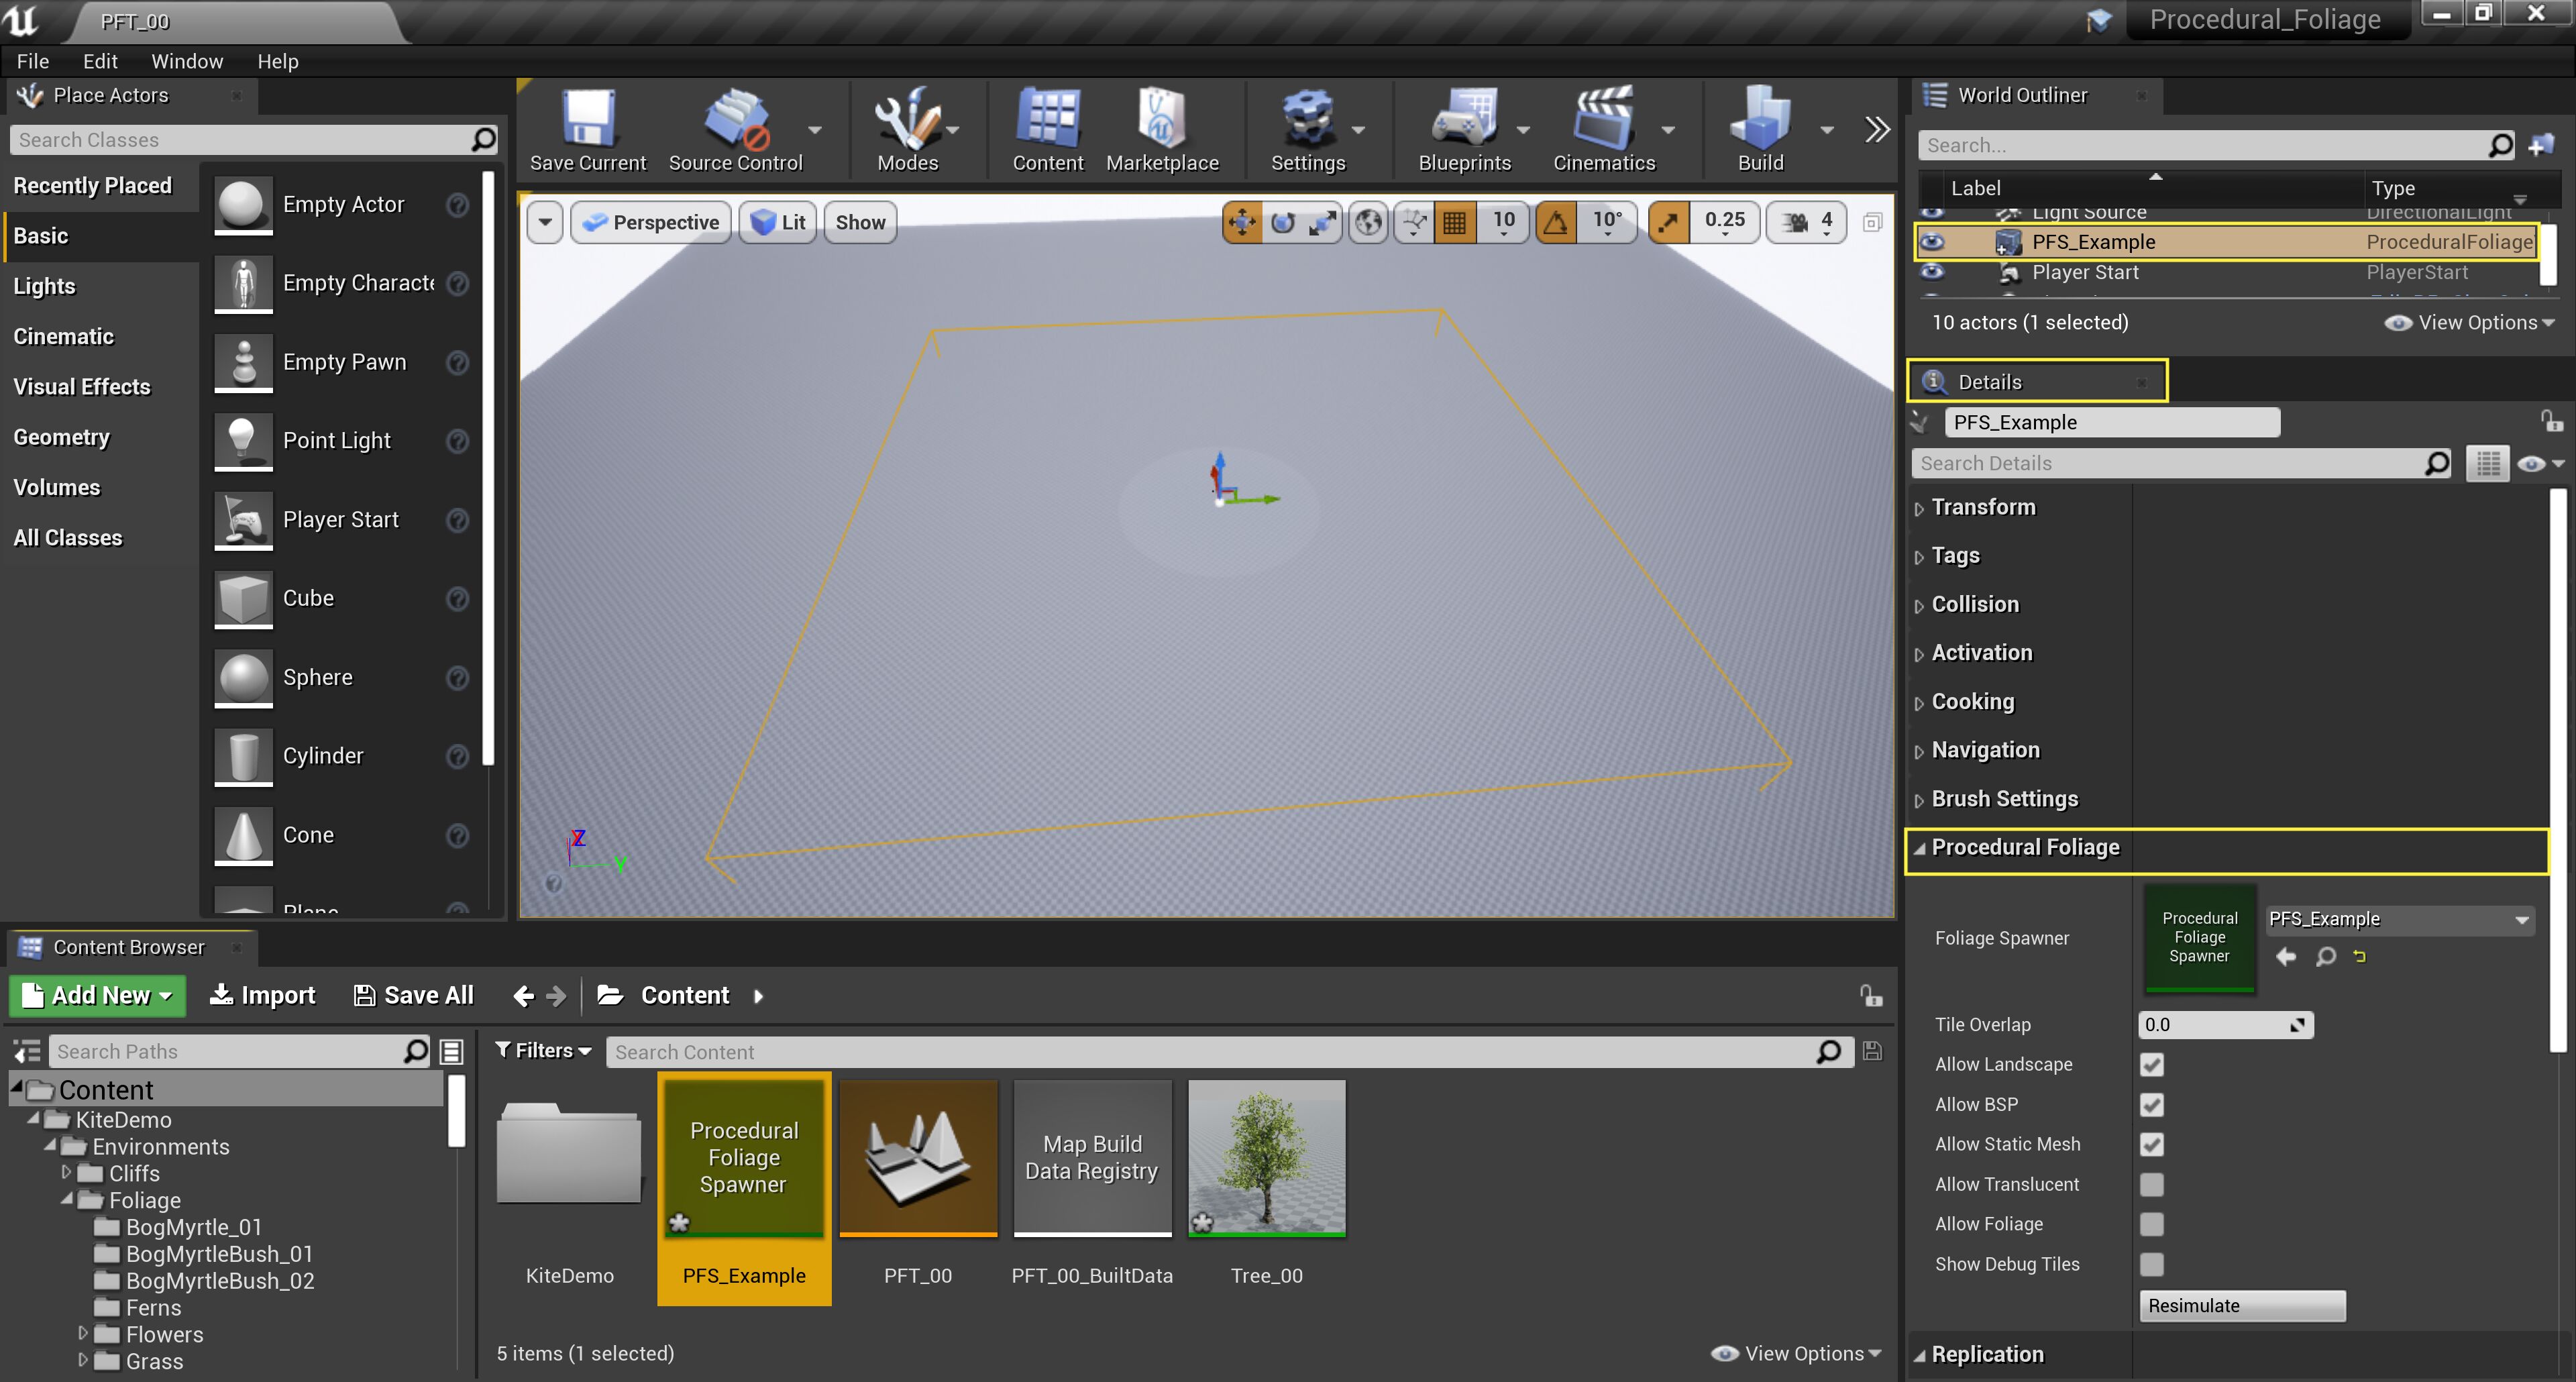 PFT_00
Procedural_Foliage
File Edit Window Help
Place Actors
Search Classes
Recently Placed
Basic
Lights
Cinematic
Visual Effects
Geometry
Volumes
All Classes
Empty Actor
Empty Characte
Empty Pawn
Point Light
Player Start
Cube
Sphere
Cylinder
Cone
Plane
Save Current Source Control Modes Content Marketplace Settings Blueprints Cinematics Build
Perspective Lit Show 10 10° 0.25 4
Z
Y
World Outliner
Search...
Label Type
Light Source DirectionalLight
PFS_Example ProceduralFoliage
Player Start PlayerStart
10 actors (1 selected) View Options
Details
PFS_Example
Search Details
Transform
Tags
Collision
Activation
Cooking
Navigation
Brush Settings
Procedural Foliage
Foliage Spawner
Procedural
Foliage
Spawner
PFS_Example
Tile Overlap 0.0
Allow Landscape
Allow BSP
Allow Static Mesh
Allow Translucent
Allow Foliage
Show Debug Tiles
Resimulate
Replication
Content Browser
Add New Import Save All Content
Search Paths
Content
KiteDemo
Environments
Cliffs
Foliage
BogMyrtle_01
BogMyrtleBush_01
BogMyrtleBush_02
Ferns
Flowers
Grass
Filters Search Content
Procedural
Foliage
Spawner
Map Build
Data Registry
KiteDemo PFS_Example PFT_00 PFT_00_BuiltData Tree_00
5 items (1 selected) View Options